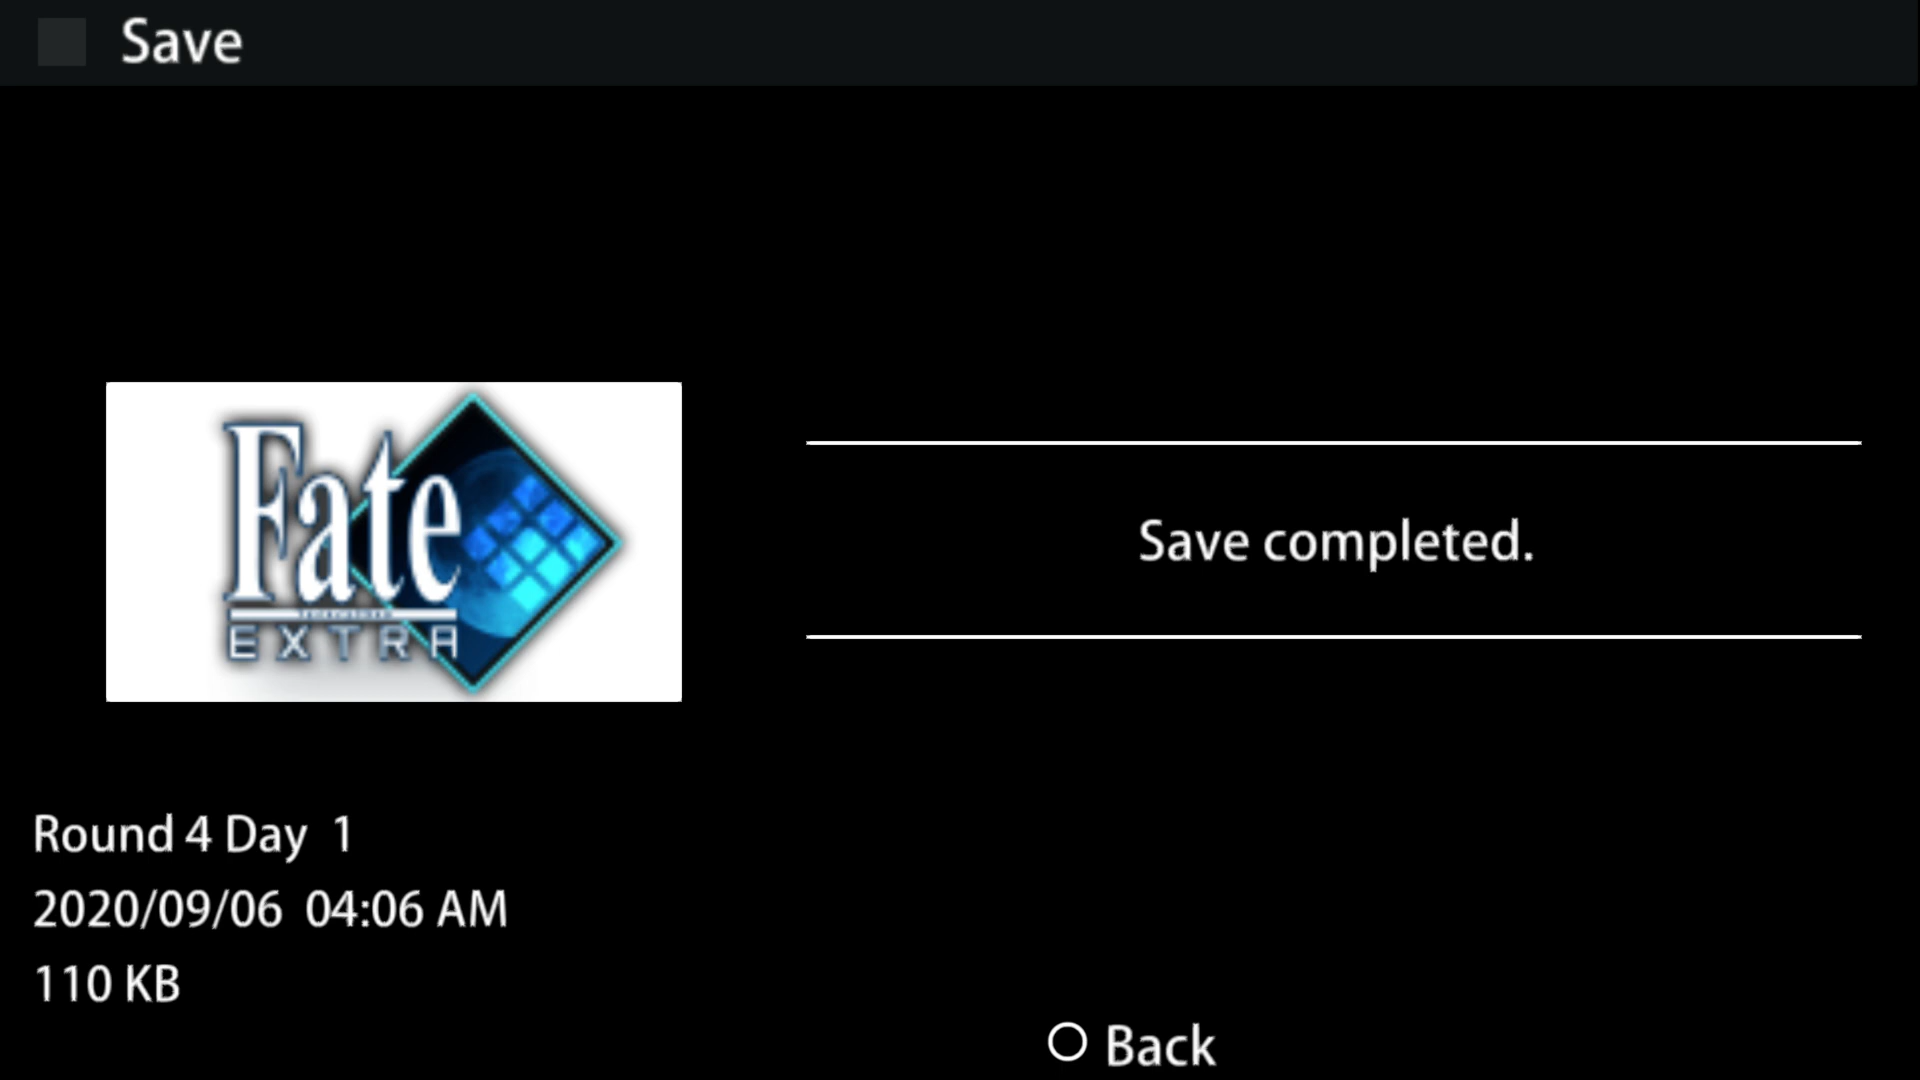 Save
Fate
EXTRA
Save completed.
Round 4 Day 1
2020/09/06 04:06 AM
110 KB
Back